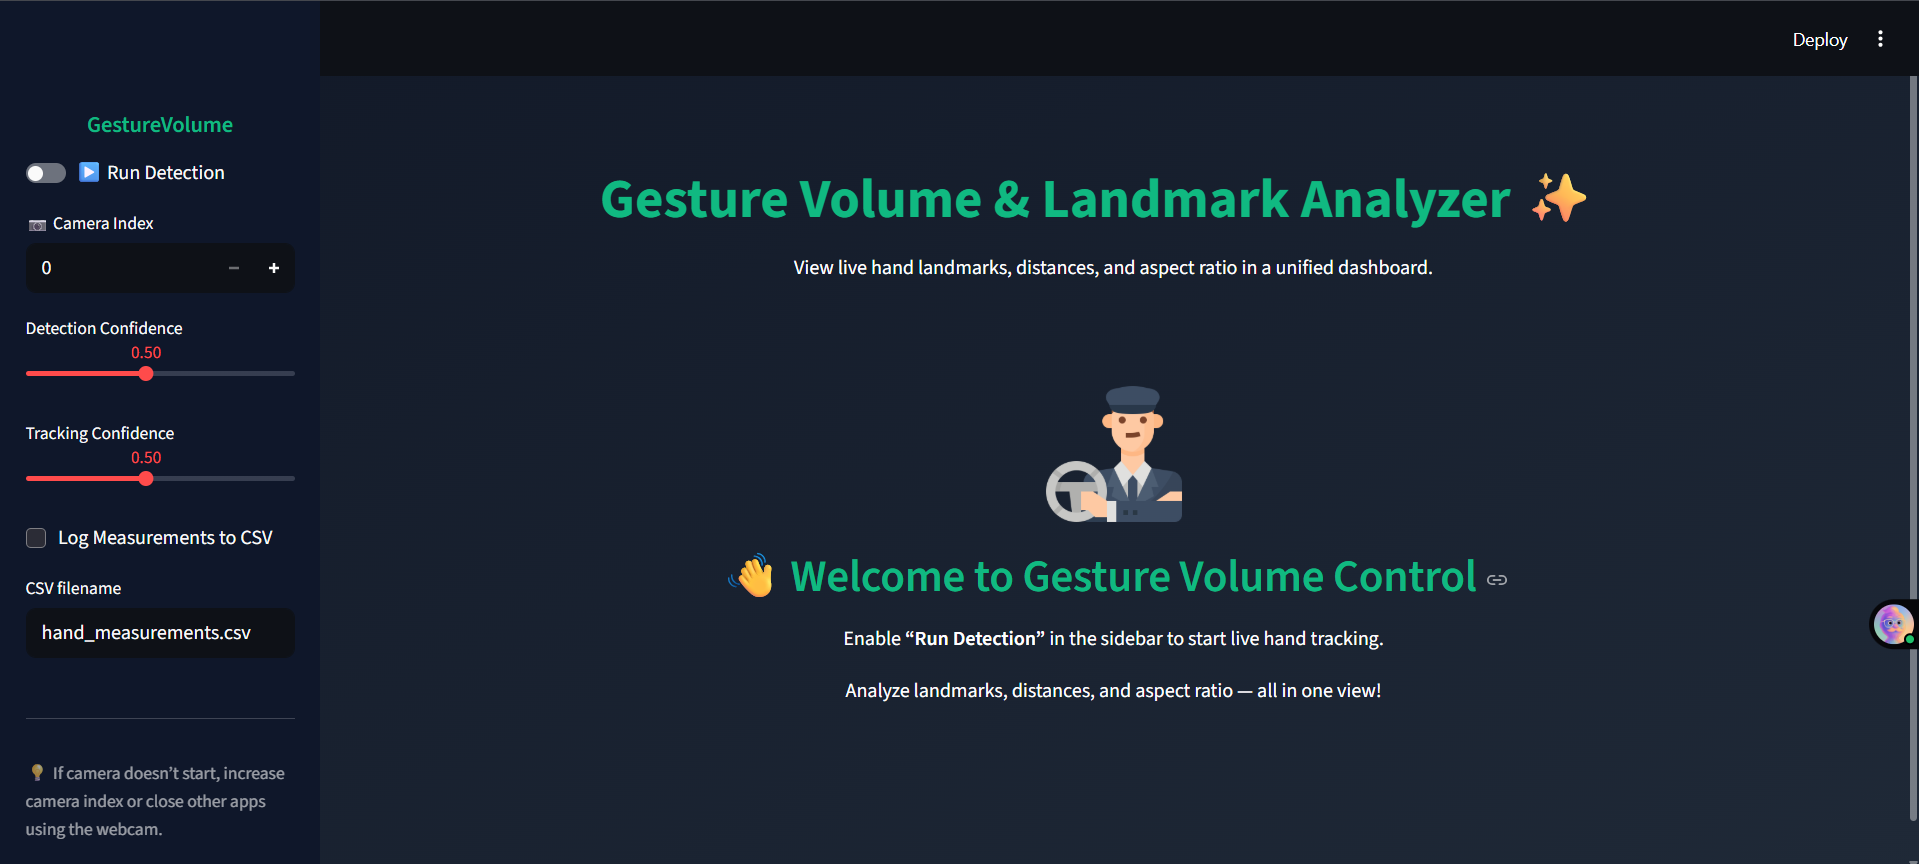 Deploy
GestureVolume
Run Detection
Camera Index
0
Detection Confidence
0.50
Tracking Confidence
0.50
Log Measurements to CSV
CSV filename
hand_measurements.csv
If camera doesn’t start, increase
camera index or close other apps
using the webcam.
Gesture Volume & Landmark Analyzer
View live hand landmarks, distances, and aspect ratio in a unified dashboard.
Welcome to Gesture Volume Control
Enable “Run Detection” in the sidebar to start live hand tracking.
Analyze landmarks, distances, and aspect ratio — all in one view!